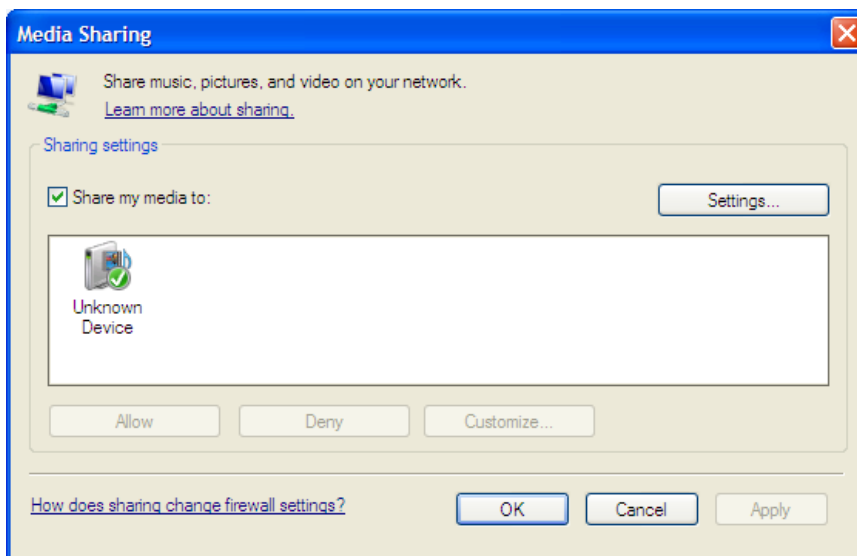 Media Sharing
Share music, pictures, and video on your network.
Learn more about sharing.
Sharing settings
Share my media to:
Settings...
Unknown
Device
Allow
Deny
Customize...
How does sharing change firewall settings?
OK
Cancel
Apply